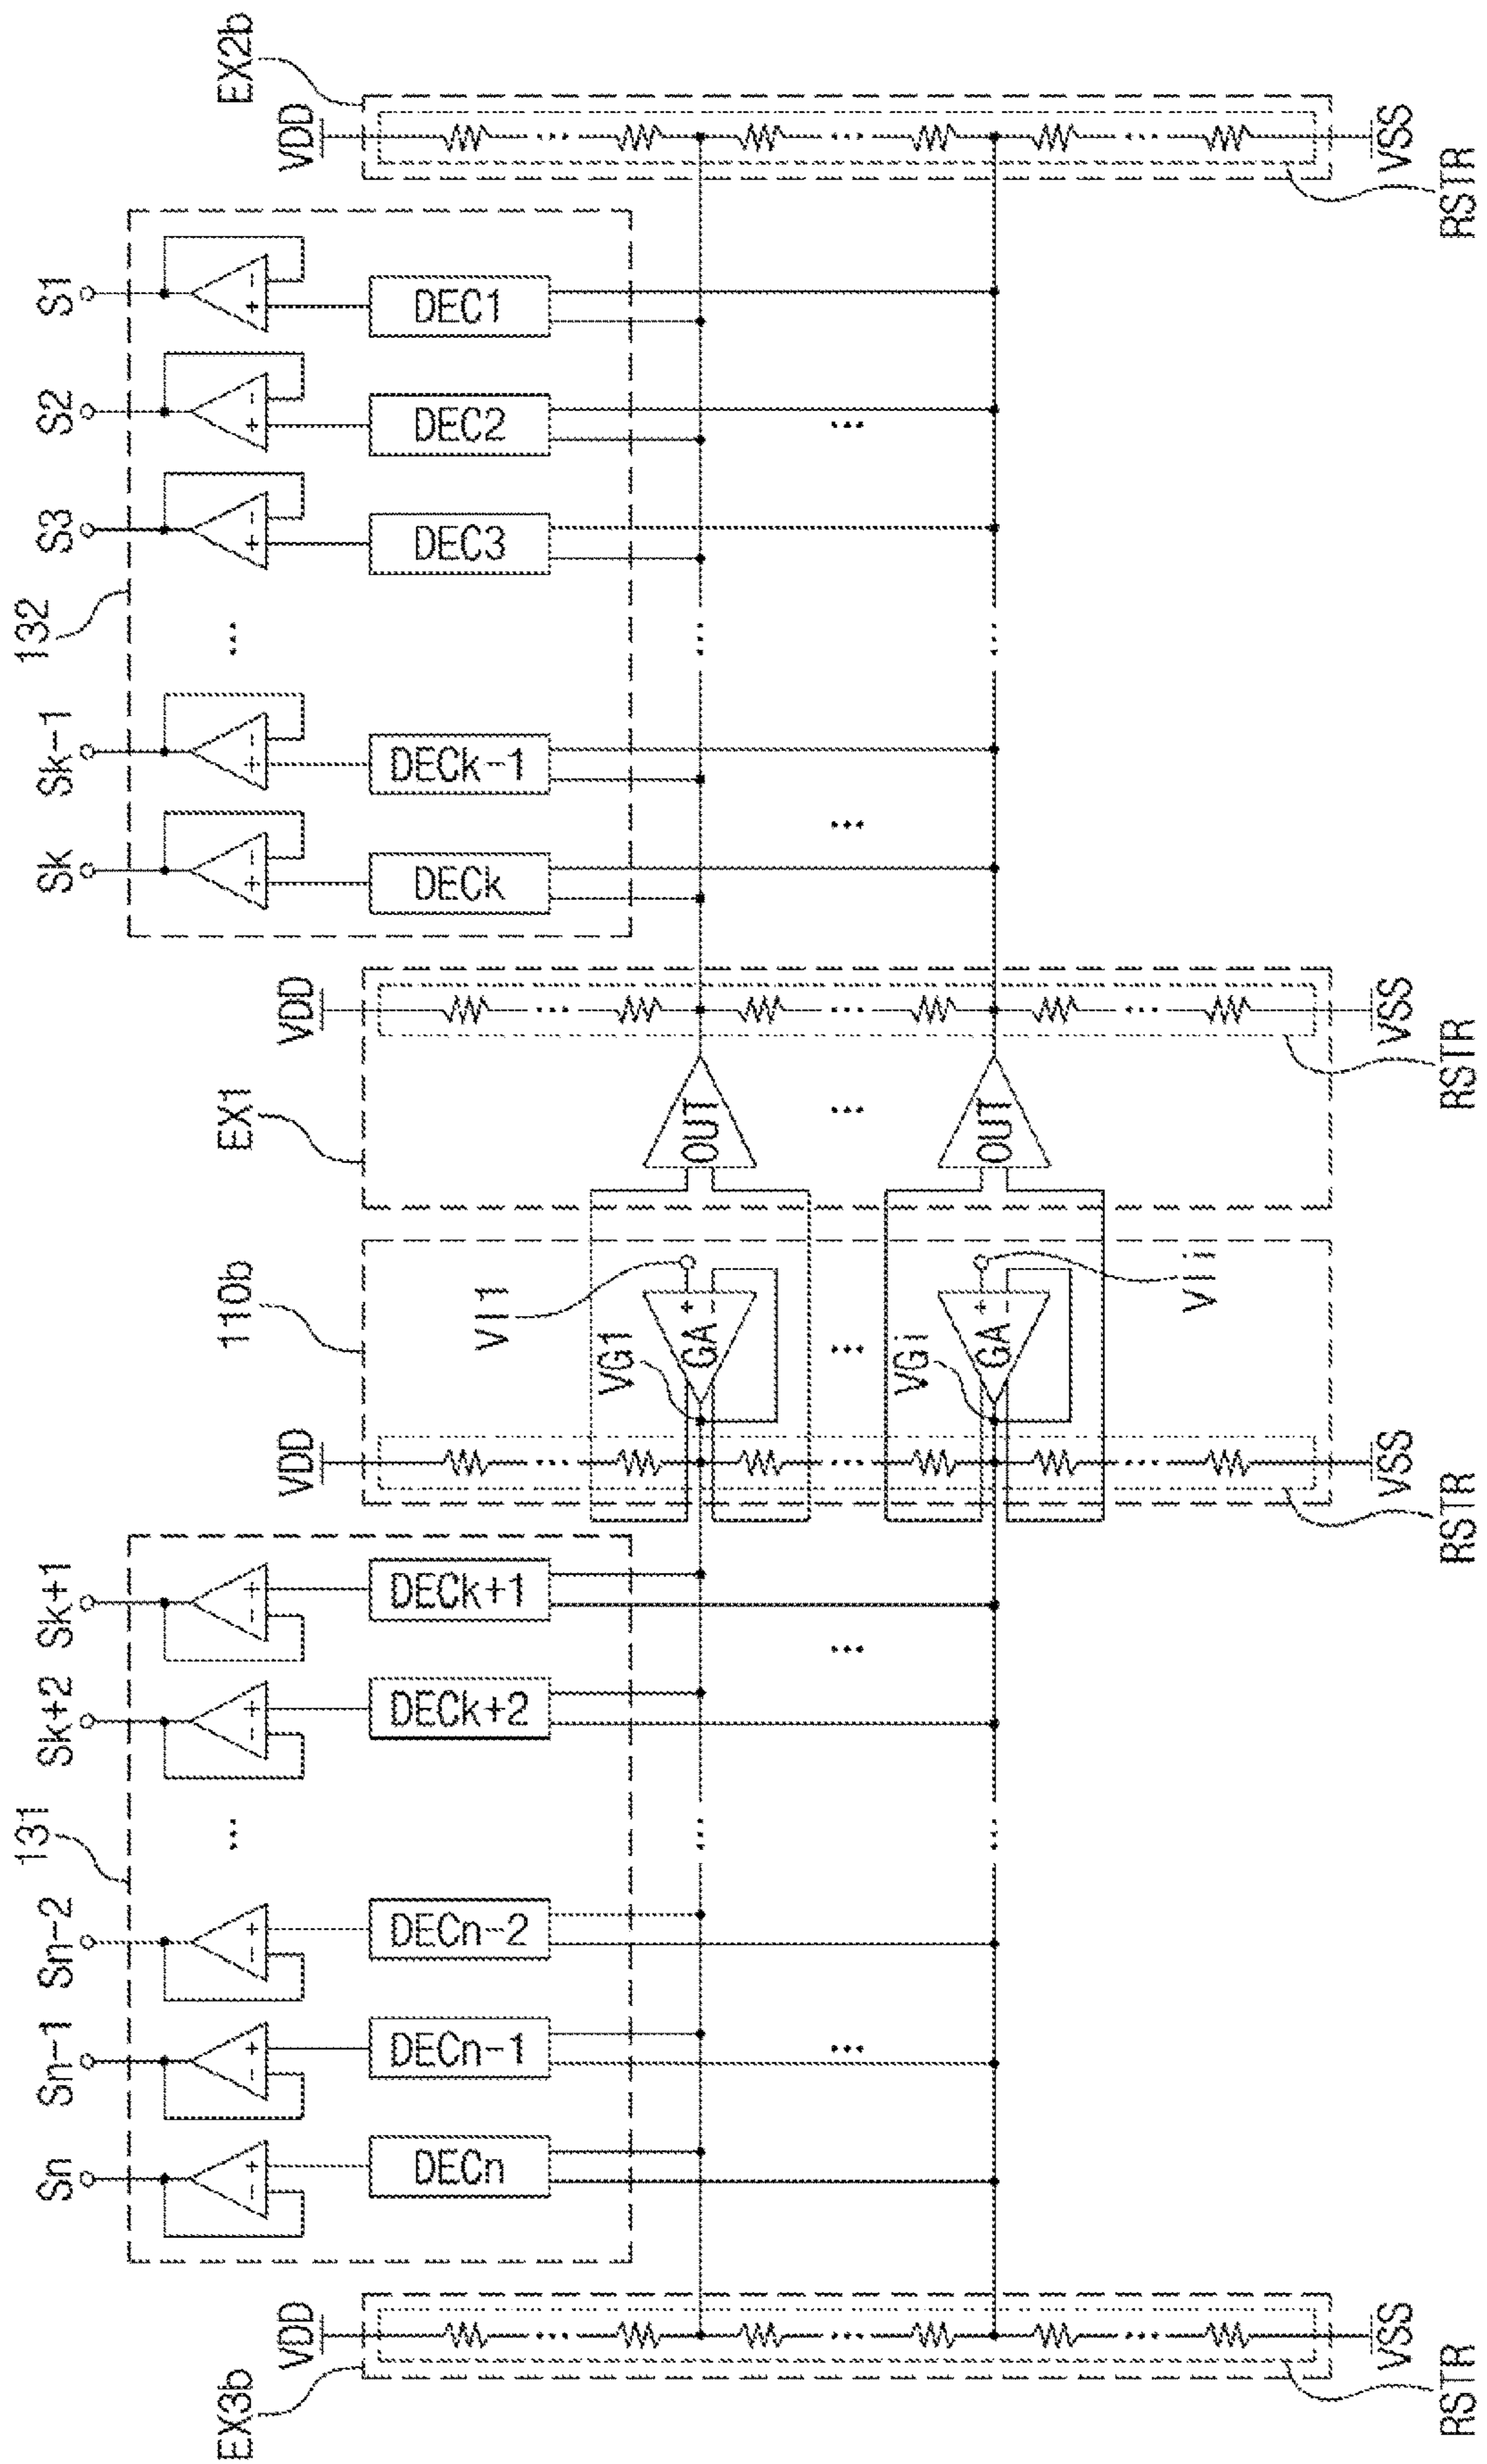 131 132
Sn Sn-1 Sn-2 Sk+2 Sk+1 Sk Sk-1 S3 S2 S1
... ...
- + - + - + - + - + + - + - + - + - + -
EX3b 110b EX1 EX2b
VDD VDD VDD VDD
DECn DECn-1 DECn-2 DECk+2 DECk+1 DECk DECk-1 DEC3 DEC2 DEC1
VI1
VG1
GA + - OUT
... ...
... ... ... ... ... ...
VGi
GA + - OUT
... ...
VIi
VSS VSS VSS VSS
RSTR RSTR RSTR RSTR